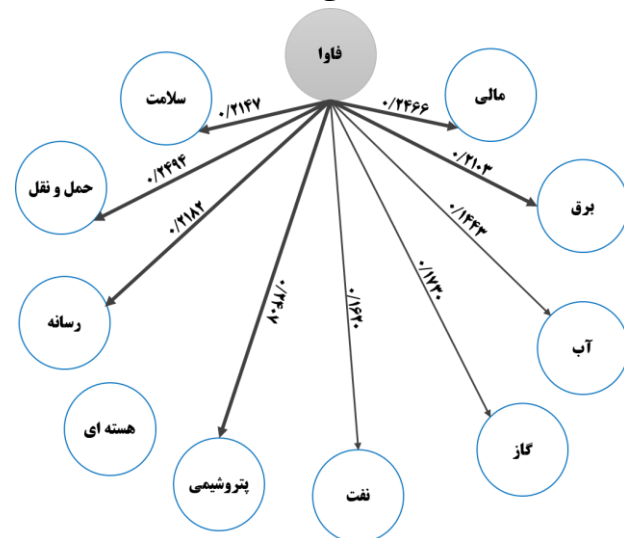 فاوا
مالی
سلامت
۰/۲۴۶۶
۰/۲۱۴۷
۰/۲۱۰۳
۰/۲۴۹۴
حمل و نقل
برق
۰/۲۱۸۲
۰/۱۴۴۳
رسانه
آب
۰/۲۴۰۷
۰/۱۶۲۰
۰/۱۷۳۰
هسته ای
گاز
پتروشیمی
نفت